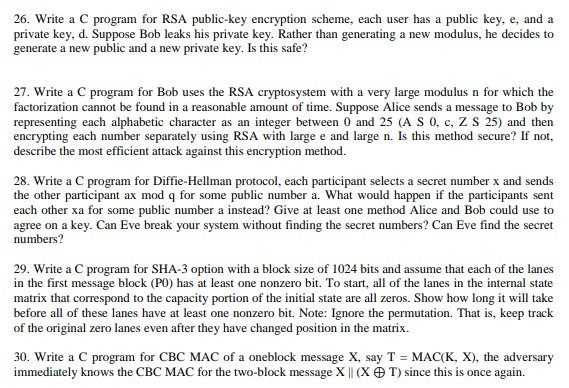 26. Write a C program for RSA public-key encryption scheme, each user has a public key, e, and a
private key, d. Suppose Bob leaks his private key. Rather than generating a new modulus, he decides to
generate a new public and a new private key. Is this safe?
27. Write a C program for Bob uses the RSA cryptosystem with a very large modulus n for which the
factorization cannot be found in a reasonable amount of time. Suppose Alice sends a message to Bob by
representing each alphabetic character as an integer between 0 and 25 (A S 0, c, Z S 25) and then
encrypting each number separately using RSA with large e and large n. Is this method secure? If not,
describe the most efficient attack against this encryption method.
28. Write a C program for Diffie-Hellman protocol, each participant selects a secret number x and sends
the other participant ax mod q for some public number a. What would happen if the participants sent
each other xa for some public number a instead? Give at least one method Alice and Bob could use to
agree on a key. Can Eve break your system without finding the secret numbers? Can Eve find the secret
numbers?
29. Write a C program for SHA-3 option with a block size of 1024 bits and assume that each of the lanes
in the first message block (P0) has at least one nonzero bit. To start, all of the lanes in the internal state
matrix that correspond to the capacity portion of the initial state are all zeros. Show how long it will take
before all of these lanes have at least one nonzero bit. Note: Ignore the permutation. That is, keep track
of the original zero lanes even after they have changed position in the matrix.
30. Write a C program for CBC MAC of a oneblock message X, say T = MAC(K, X), the adversary
immediately knows the CBC MAC for the two-block message X || (X ⊕ T) since this is once again.